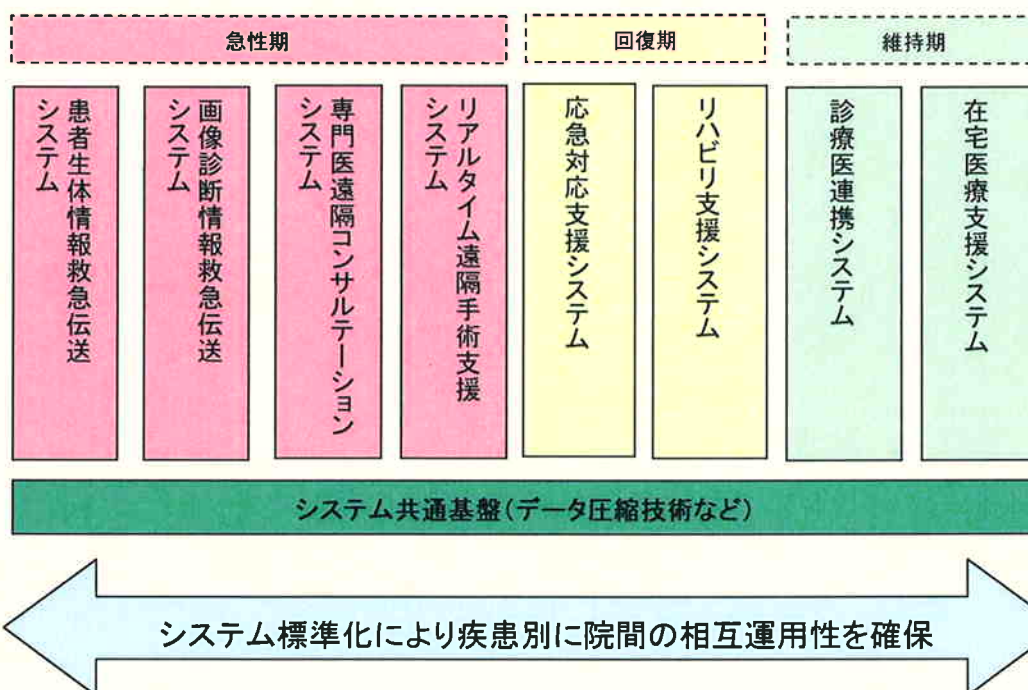 急性期
回復期
維持期
患者生体情報救急伝送
システム
画像診断情報救急伝送
システム
専門医遠隔コンサルテーション
システム
リアルタイム遠隔手術支援
システム
応急対応支援システム
リハビリ支援システム
診療医連携システム
在宅医療支援システム
システム共通基盤(データ圧縮技術など)
システム標準化により疾患別に院間の相互運用性を確保